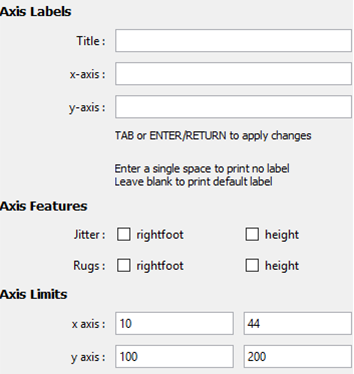 Axis Labels
Title :
x-axis :
y-axis :
TAB or ENTER/RETURN to apply changes
Enter a single space to print no label
Leave blank to print default label
Axis Features
Jitter : rightfoot height
Rugs : rightfoot height
Axis Limits
x axis : 10 44
y axis : 100 200